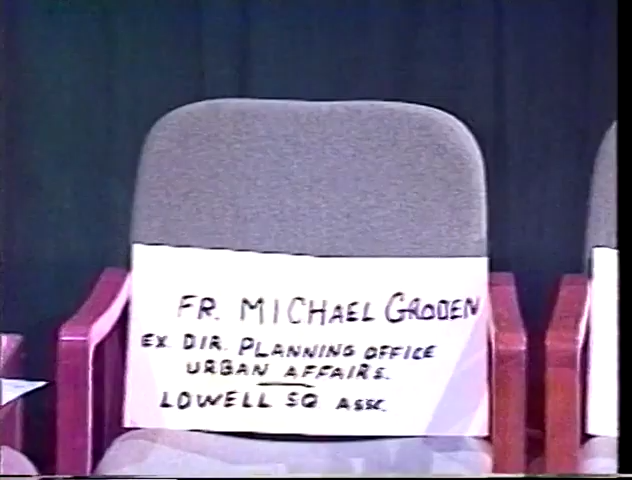 FR. MICHAEL GRODEN
EX. DIR. PLANNING OFFICE
URBAN AFFAIRS.
LOWELL SQ ASSC.